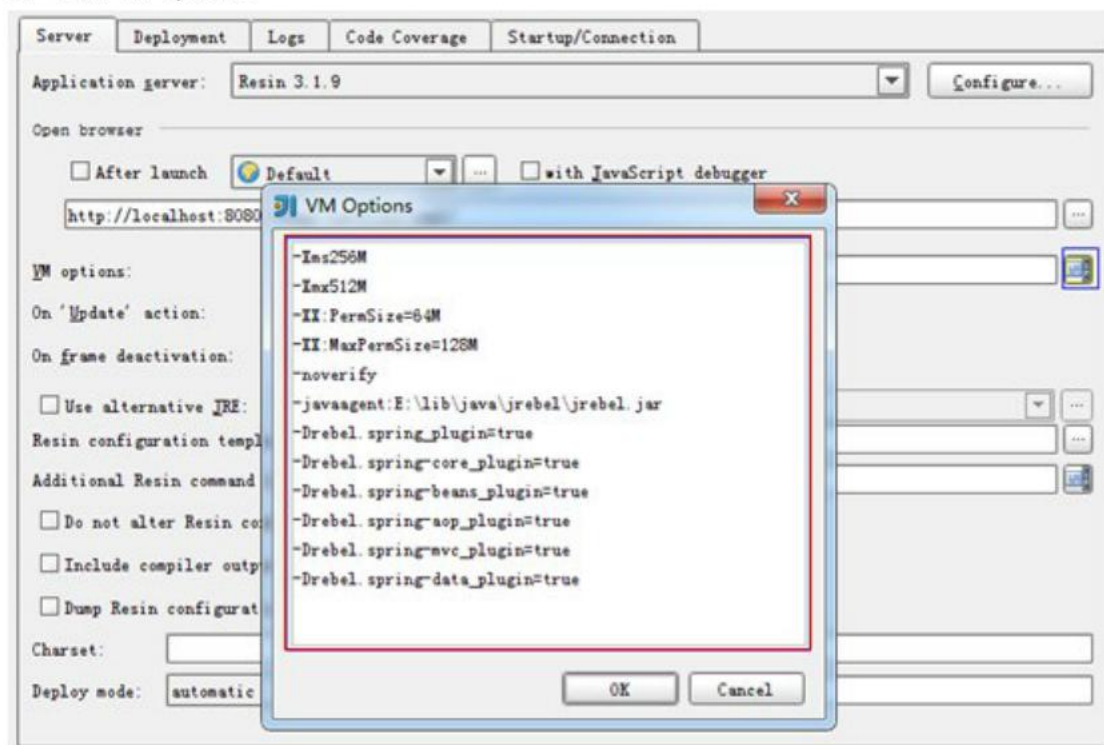 Server Deployment Logs Code Coverage Startup/Connection
Application server: Resin 3.1.9 Configure...
Open browser
After launch Default ... with JavaScript debugger
http://localhost:8080 ...
VM Options
VM options:
On 'Update' action:
On frame deactivation:
Use alternative JRE: ...
Resin configuration templ ...
Additional Resin command
Do not alter Resin co
Include compiler outp
Dump Resin configurat
Charset:
Deploy mode: automatic
-Xms256M
-Xmx512M
-XX:PermSize=64M
-XX:MaxPermSize=128M
-noverify
-javaagent:E:\lib\java\jrebel\jrebel.jar
-Drebel.spring_plugin=true
-Drebel.spring-core_plugin=true
-Drebel.spring-beans_plugin=true
-Drebel.spring-aop_plugin=true
-Drebel.spring-mvc_plugin=true
-Drebel.spring-data_plugin=true
OK Cancel